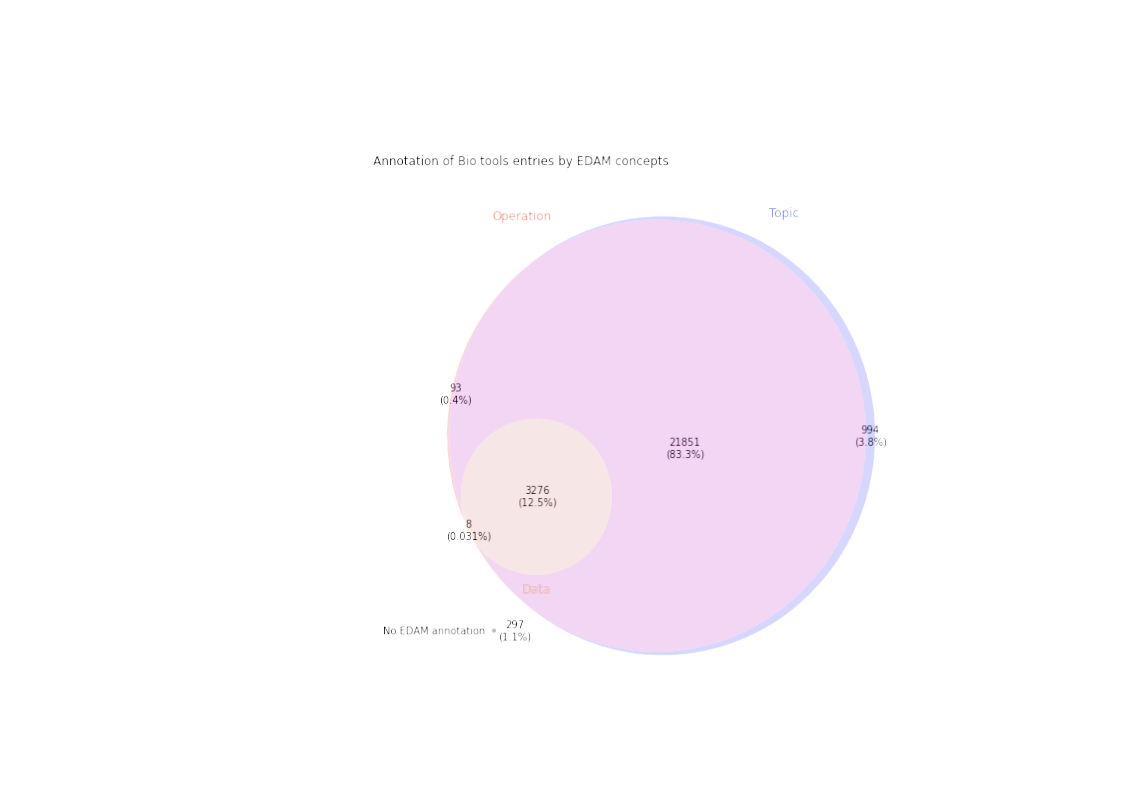 Annotation of Bio tools entries by EDAM concepts
Operation
Topic
93
(0.4%)
994
(3.8%)
21851
(83.3%)
3276
(12.5%)
8
(0.031%)
Data
No EDAM annotation
297
(1.1%)